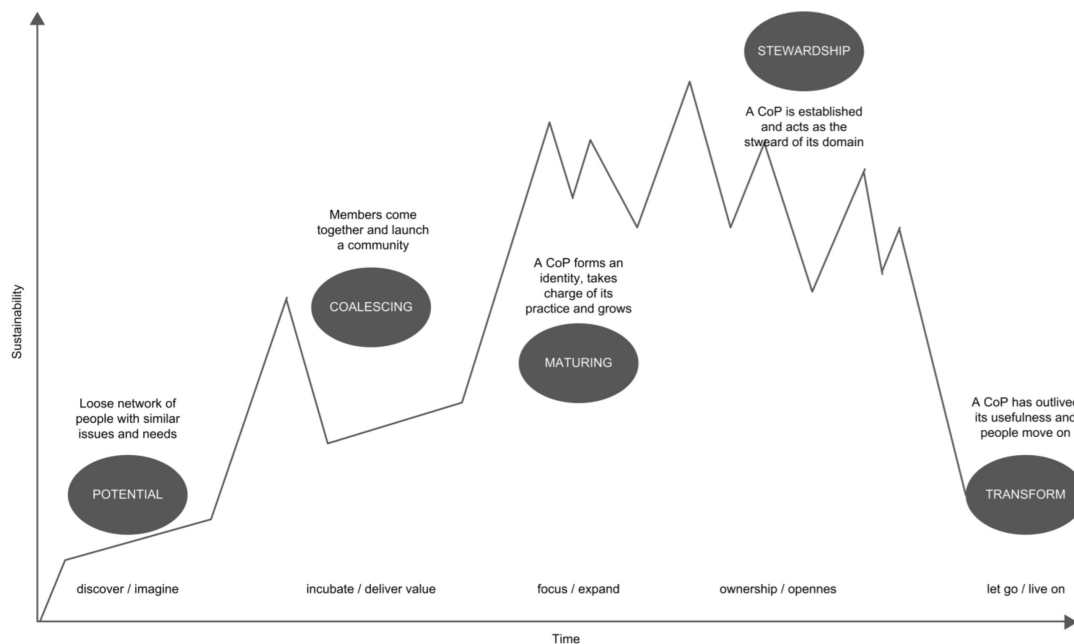 STEWARDSHIP
A CoP is established
and acts as the
stweard of its domain
Members come
together and launch
a community
COALESCING
A CoP forms an
identity, takes
charge of its
practice and grows
MATURING
Loose network of
people with similar
issues and needs
POTENTIAL
A CoP has outlived
its usefulness and
people move on
TRANSFORM
Sustainability
discover / imagine
incubate / deliver value
focus / expand
ownership / opennes
let go / live on
Time